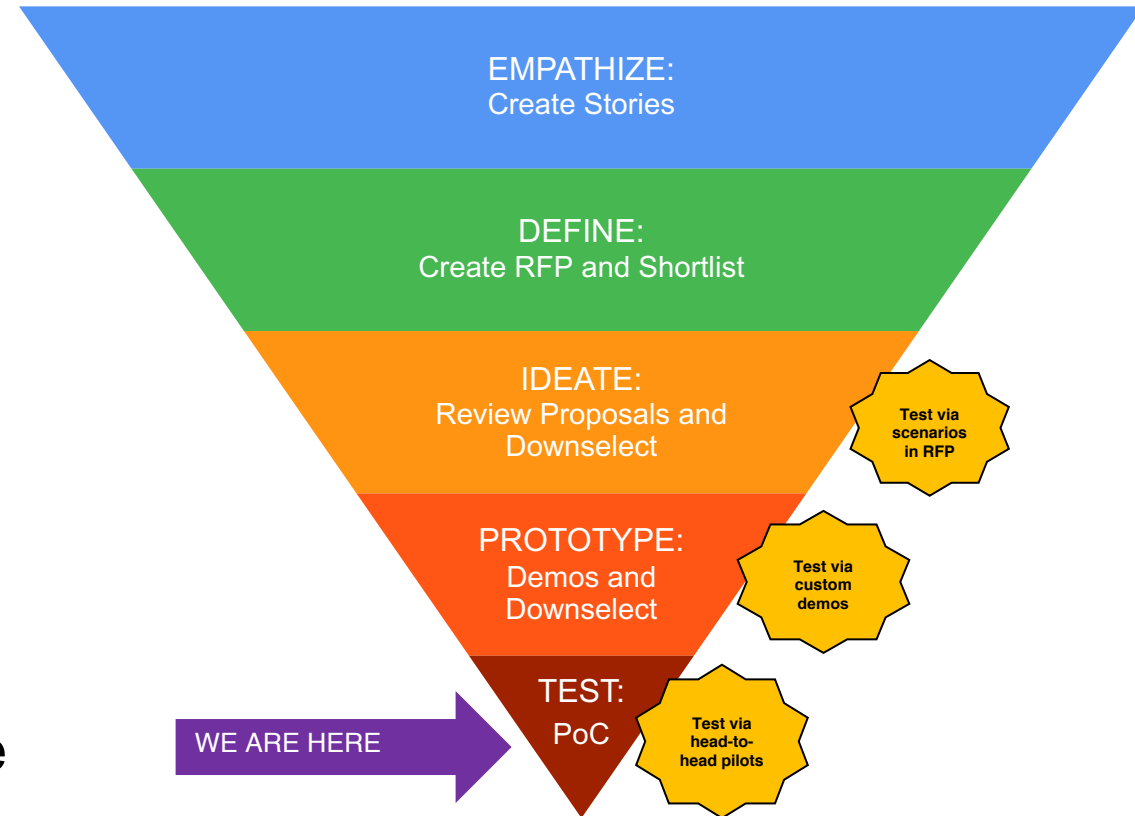 EMPATHIZE:
Create Stories
DEFINE:
Create RFP and Shortlist
IDEATE:
Review Proposals and
Downselect
Test via
scenarios
in RFP
PROTOTYPE:
Demos and
Downselect
Test via
custom
demos
TEST:
PoC
Test via
head-to-
head pilots
WE ARE HERE
e